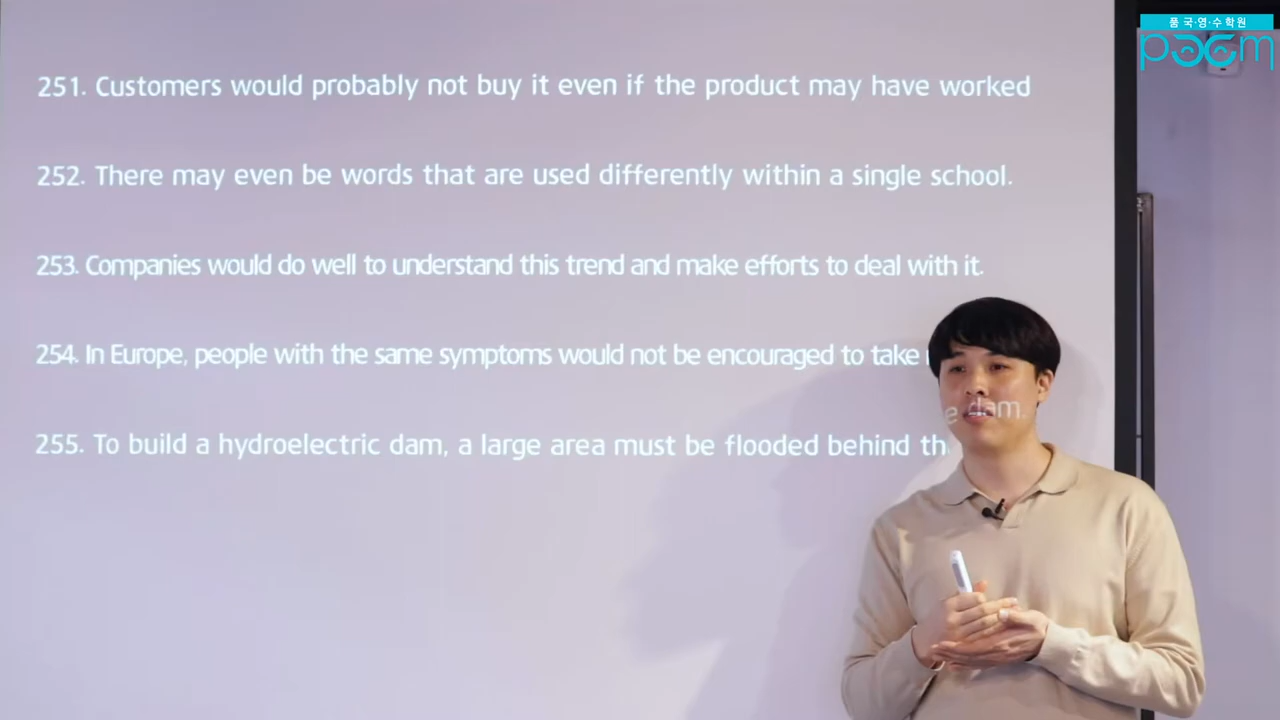 품 국·영·수 학원
poem
251. Customers would probably not buy it even if the product may have worked
252. There may even be words that are used differently within a single school.
253. Companies would do well to understand this trend and make efforts to deal with it.
254. In Europe, people with the same symptoms would not be encouraged to take
255. To build a hydroelectric dam, a large area must be flooded behind the dam.